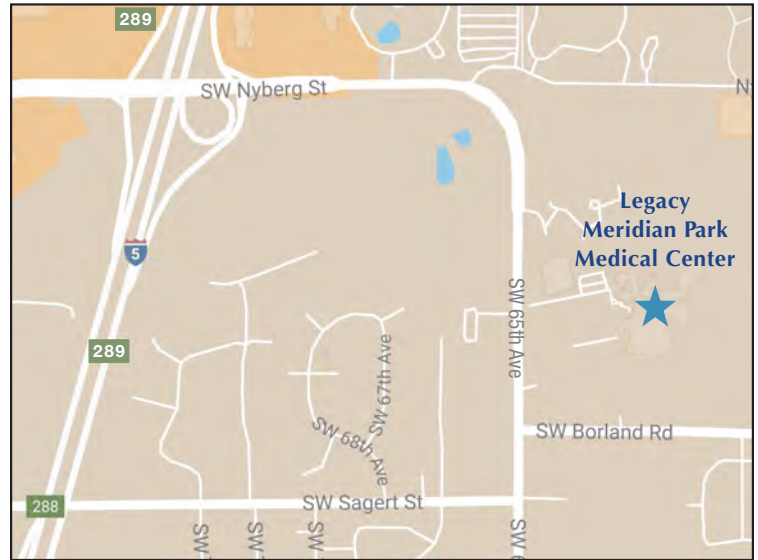 289
SW Nyberg St
Legacy
Meridian Park
Medical Center
5
SW 65th Ave
289
SW 67th Ave
SW 68th Ave
SW Borland Rd
SW Sagert St
288
SW
SW
SW
SW